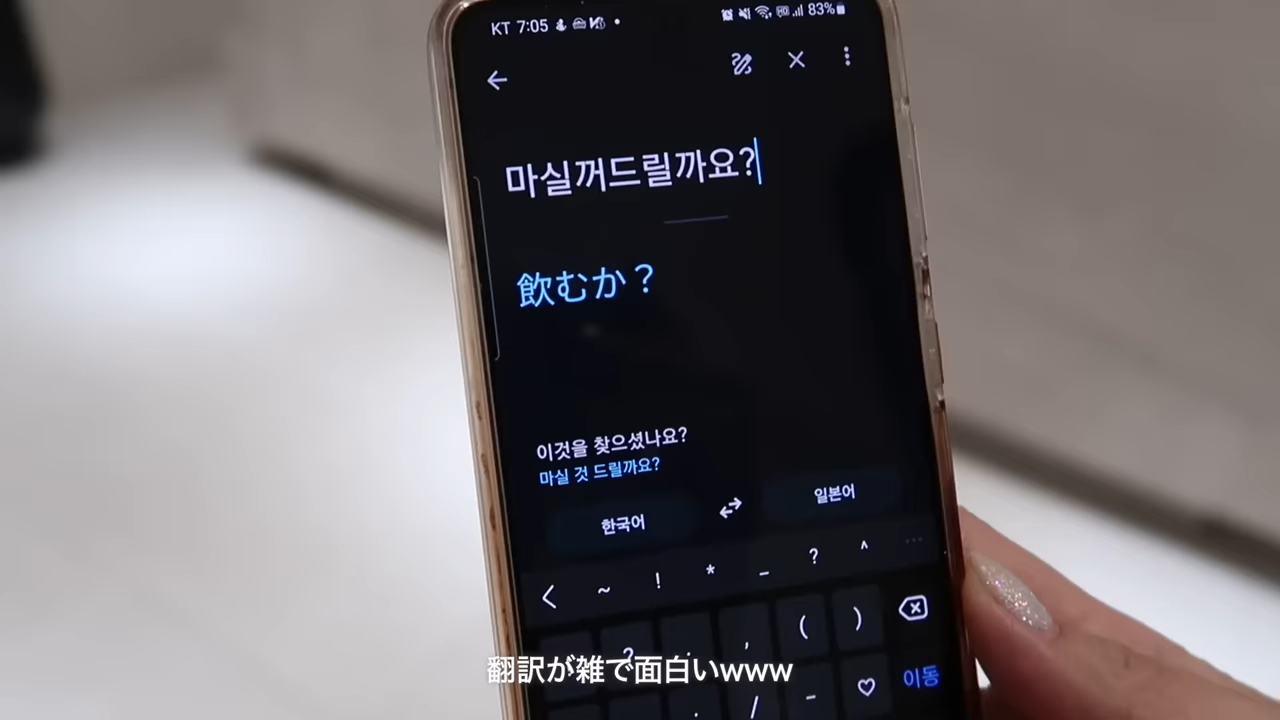 KT 7:05
83%
마실꺼드릴까요?
飲むか？
이것을 찾으셨나요?
마실 것 드릴까요?
한국어
일본어
~ ! * _ ? ^
, ( )
/ - ♡ 이동
翻訳が雑で面白いwww